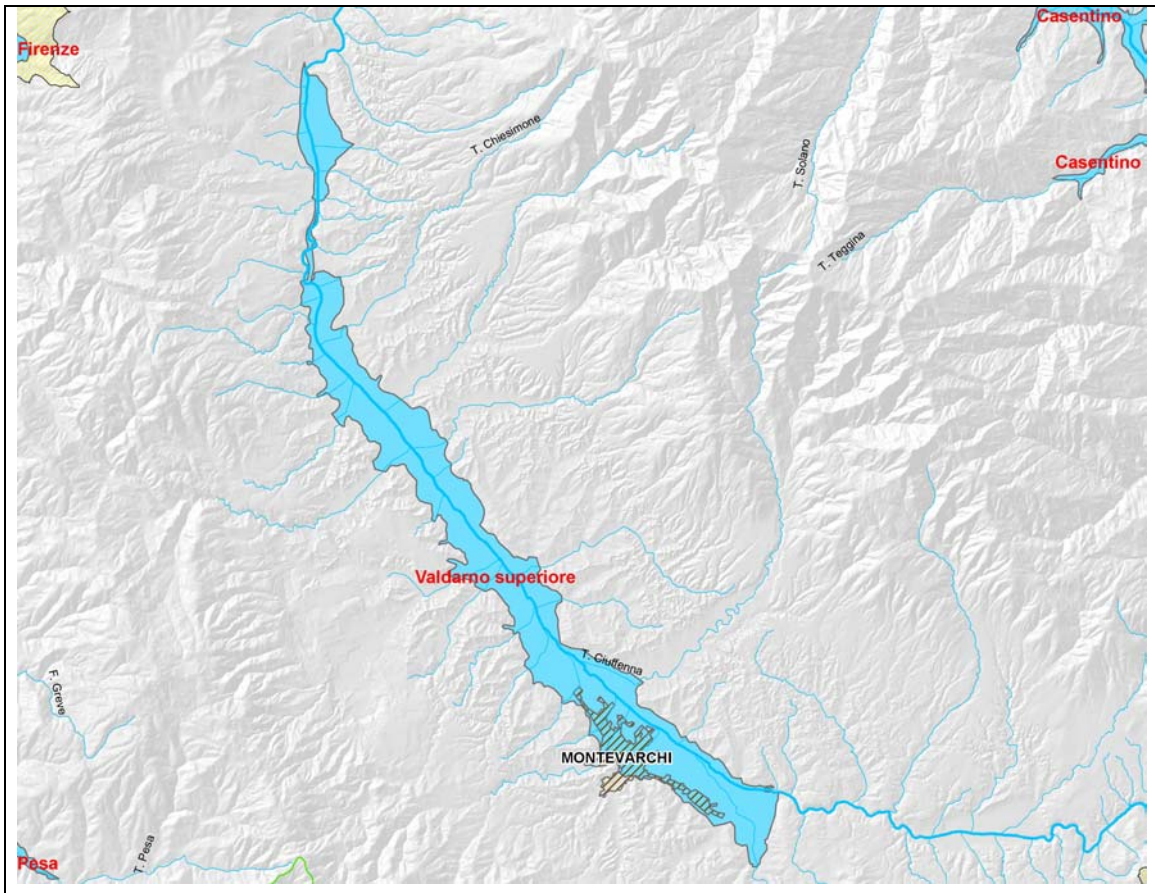 Casentino
Firenze
T. Chiesimone
T. Solano
Casentino
T. Teggina
Valdarno superiore
T. Ciuffenna
F. Greve
MONTEVARCHI
T. Pesa
Pesa